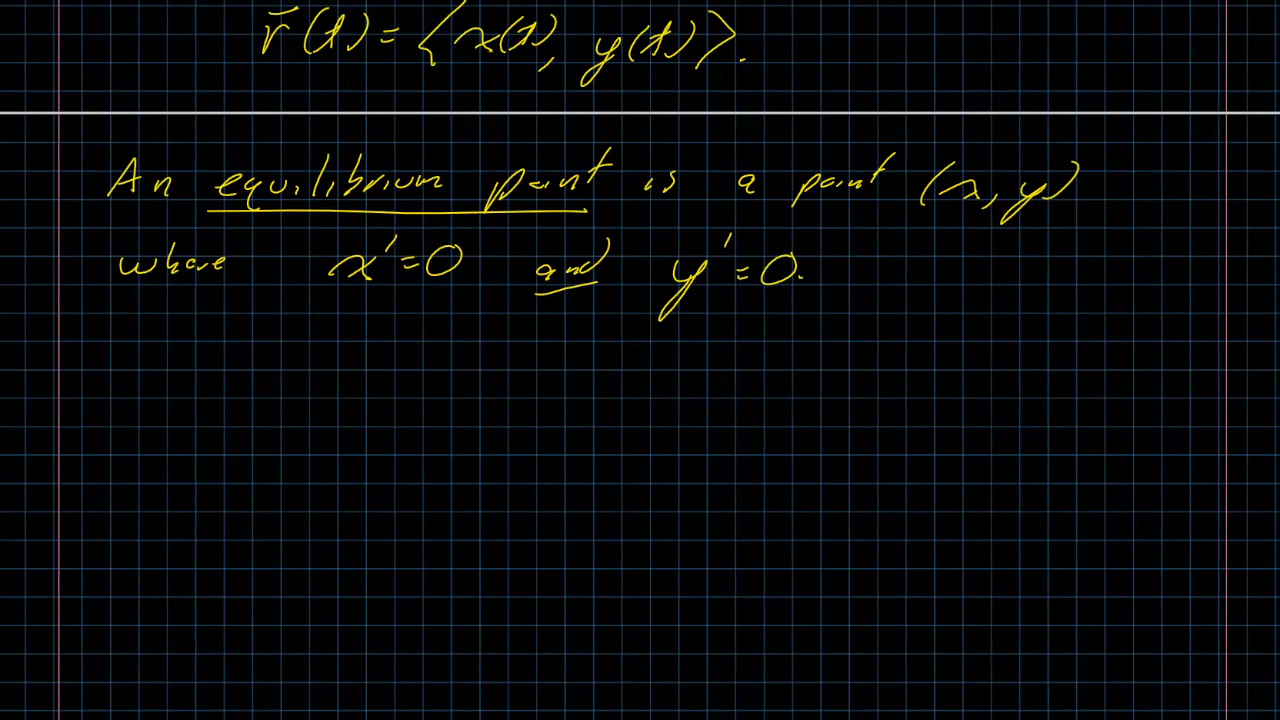 r̄(t) = ⟨x(t), y(t)⟩.
An equilibrium point is a point (x, y)
where x' = 0 and y' = 0.